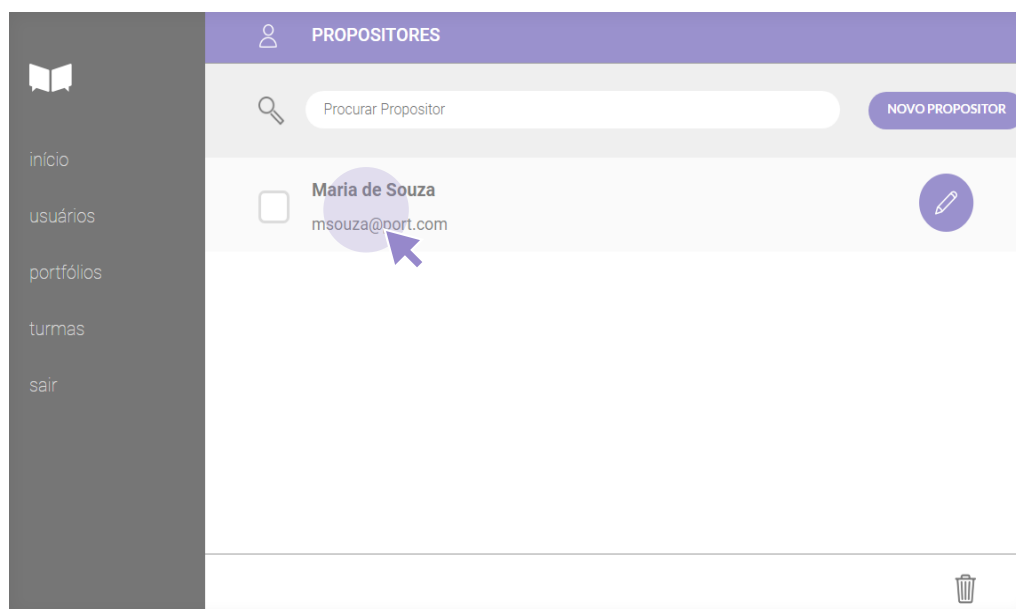 PROPOSITORES
Procurar Propositor
NOVO PROPOSITOR
início
usuários
portfólios
turmas
sair
Maria de Souza
msouza@port.com